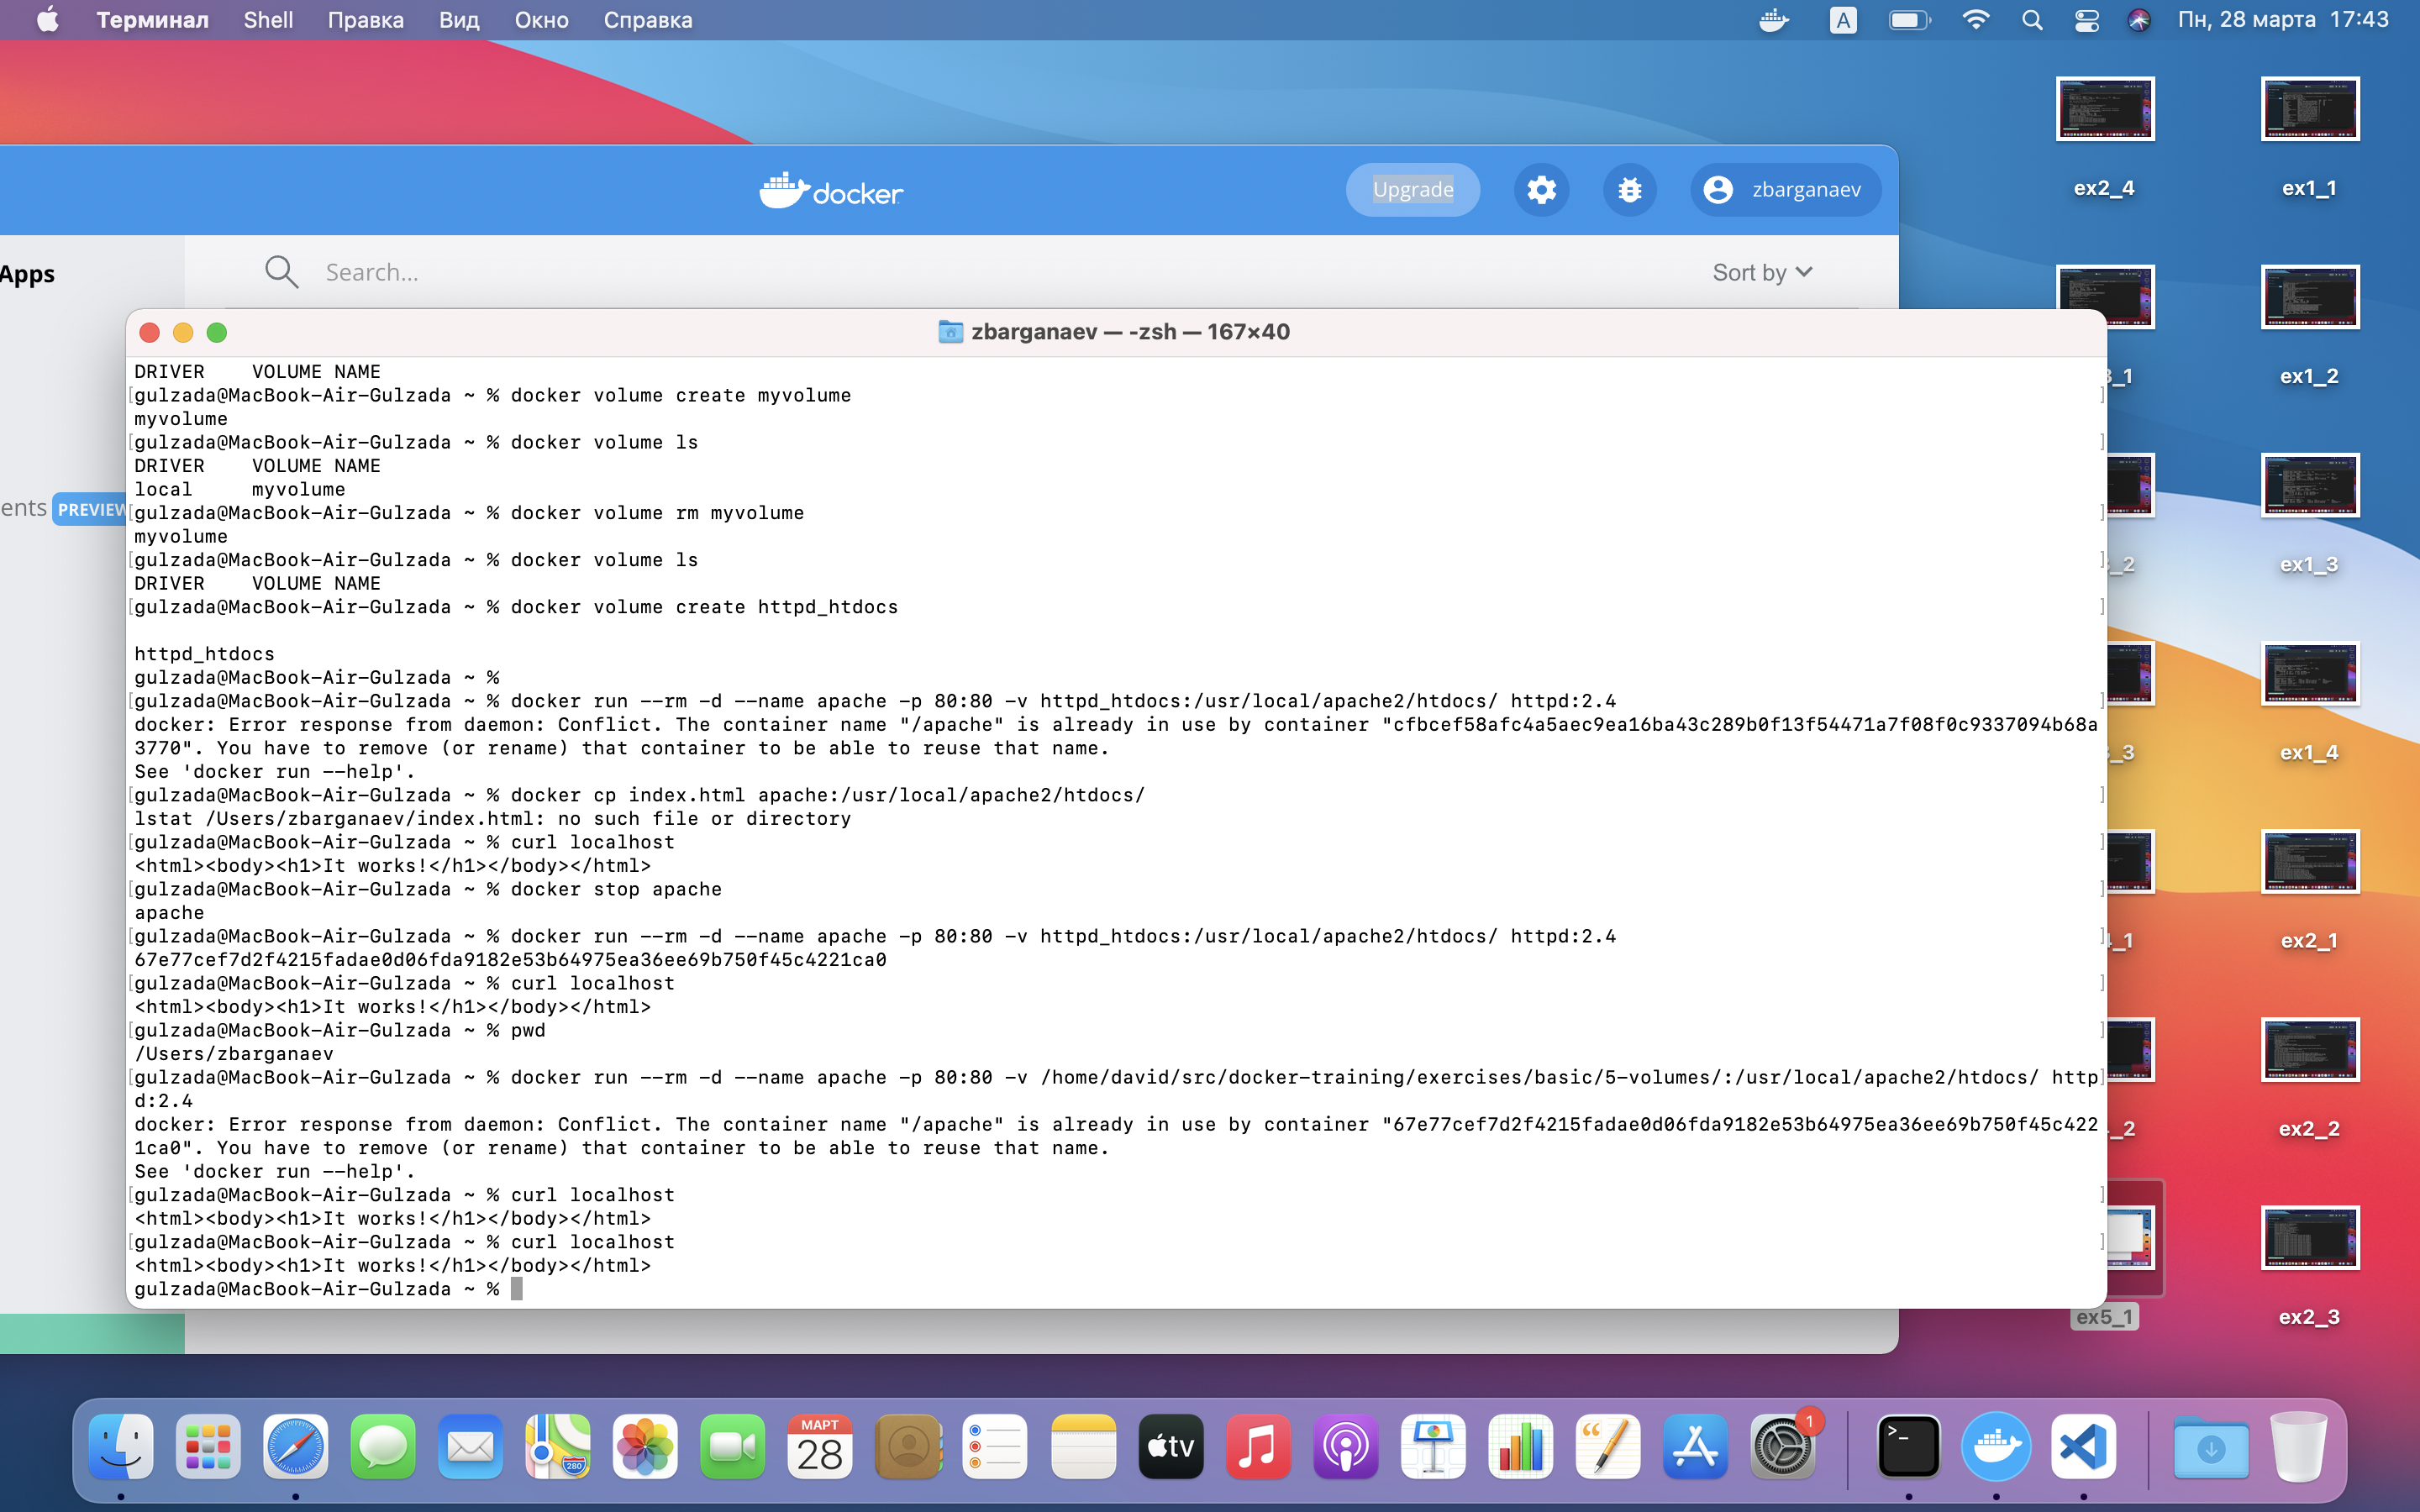 Терминал Shell Правка Вид Окно Справка
A Пн, 28 марта 17:43
docker
Upgrade
zbarganaev
Apps
Search...
Sort by
ents PREVIEW
zbarganaev — -zsh — 167×40
DRIVER    VOLUME NAME
gulzada@MacBook-Air-Gulzada ~ % docker volume create myvolume
myvolume
gulzada@MacBook-Air-Gulzada ~ % docker volume ls
DRIVER    VOLUME NAME
local     myvolume
gulzada@MacBook-Air-Gulzada ~ % docker volume rm myvolume
myvolume
gulzada@MacBook-Air-Gulzada ~ % docker volume ls
DRIVER    VOLUME NAME
gulzada@MacBook-Air-Gulzada ~ % docker volume create httpd_htdocs
httpd_htdocs
gulzada@MacBook-Air-Gulzada ~ %
gulzada@MacBook-Air-Gulzada ~ % docker run --rm -d --name apache -p 80:80 -v httpd_htdocs:/usr/local/apache2/htdocs/ httpd:2.4
docker: Error response from daemon: Conflict. The container name "/apache" is already in use by container "cfbcef58afc4a5aec9ea16ba43c289b0f13f54471a7f08f0c9337094b68a
3770". You have to remove (or rename) that container to be able to reuse that name.
See 'docker run --help'.
gulzada@MacBook-Air-Gulzada ~ % docker cp index.html apache:/usr/local/apache2/htdocs/
lstat /Users/zbarganaev/index.html: no such file or directory
gulzada@MacBook-Air-Gulzada ~ % curl localhost
<html><body><h1>It works!</h1></body></html>
gulzada@MacBook-Air-Gulzada ~ % docker stop apache
apache
gulzada@MacBook-Air-Gulzada ~ % docker run --rm -d --name apache -p 80:80 -v httpd_htdocs:/usr/local/apache2/htdocs/ httpd:2.4
67e77cef7d2f4215fadae0d06fda9182e53b64975ea36ee69b750f45c4221ca0
gulzada@MacBook-Air-Gulzada ~ % curl localhost
<html><body><h1>It works!</h1></body></html>
gulzada@MacBook-Air-Gulzada ~ % pwd
/Users/zbarganaev
gulzada@MacBook-Air-Gulzada ~ % docker run --rm -d --name apache -p 80:80 -v /home/david/src/docker-training/exercises/basic/5-volumes/:/usr/local/apache2/htdocs/ http
d:2.4
docker: Error response from daemon: Conflict. The container name "/apache" is already in use by container "67e77cef7d2f4215fadae0d06fda9182e53b64975ea36ee69b750f45c422
1ca0". You have to remove (or rename) that container to be able to reuse that name.
See 'docker run --help'.
gulzada@MacBook-Air-Gulzada ~ % curl localhost
<html><body><h1>It works!</h1></body></html>
gulzada@MacBook-Air-Gulzada ~ % curl localhost
<html><body><h1>It works!</h1></body></html>
gulzada@MacBook-Air-Gulzada ~ %
ex2_4 ex1_1
_1 ex1_2
_2 ex1_3
_3 ex1_4
_1 ex2_1
_2 ex2_2
ex5_1 ex2_3
280
МАРТ
28
tv
1
>_